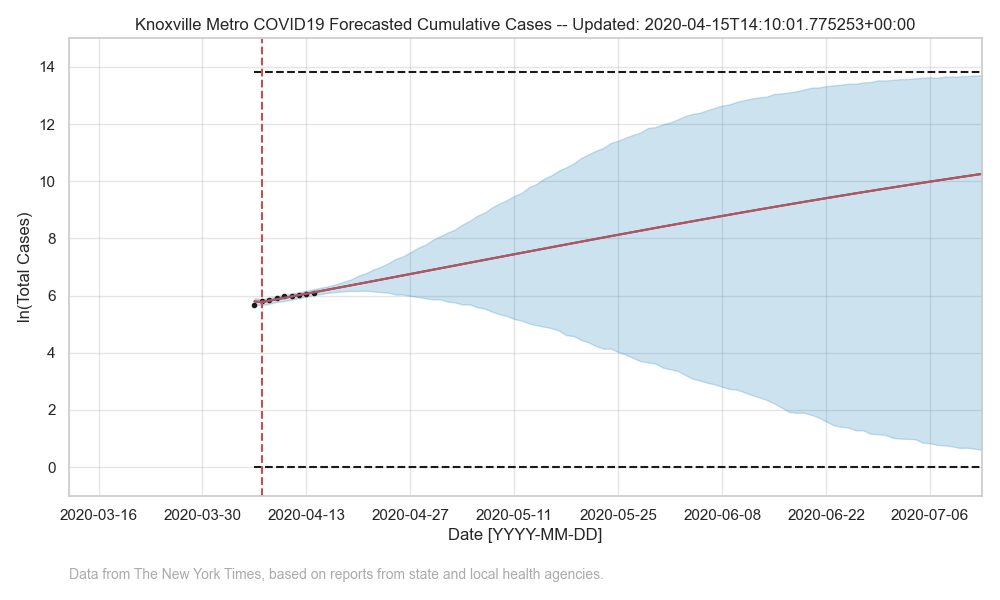 Knoxville Metro COVID19 Forecasted Cumulative Cases -- Updated: 2020-04-15T14:10:01.775253+00:00
14
12
10
8
6
4
2
0
ln(Total Cases)
2020-03-16 2020-03-30 2020-04-13 2020-04-27 2020-05-11 2020-05-25 2020-06-08 2020-06-22 2020-07-06
Date [YYYY-MM-DD]
Data from The New York Times, based on reports from state and local health agencies.